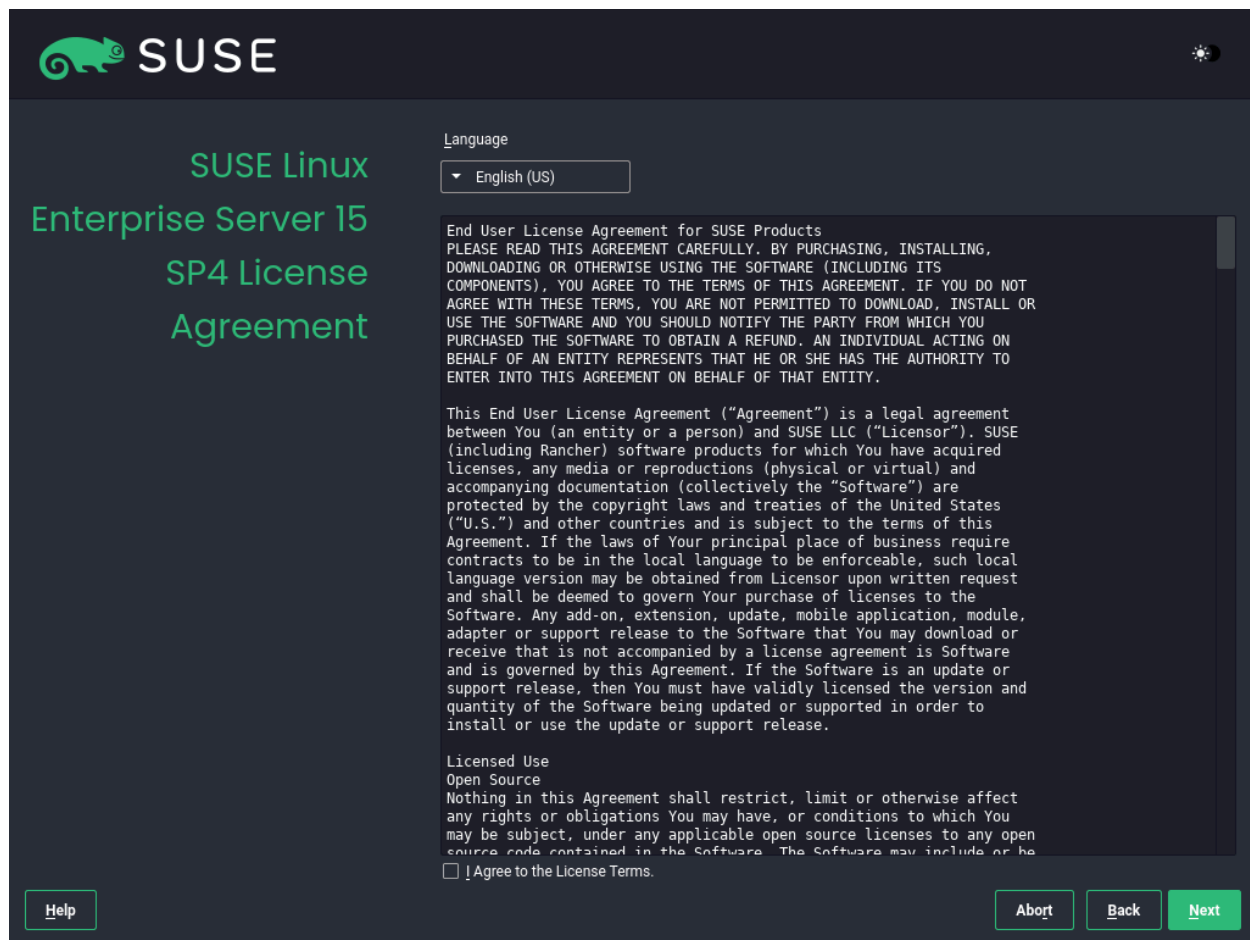 SUSE
SUSE Linux
Enterprise Server 15
SP4 License
Agreement
Language
English (US)
End User License Agreement for SUSE Products
PLEASE READ THIS AGREEMENT CAREFULLY. BY PURCHASING, INSTALLING,
DOWNLOADING OR OTHERWISE USING THE SOFTWARE (INCLUDING ITS
COMPONENTS), YOU AGREE TO THE TERMS OF THIS AGREEMENT. IF YOU DO NOT
AGREE WITH THESE TERMS, YOU ARE NOT PERMITTED TO DOWNLOAD, INSTALL OR
USE THE SOFTWARE AND YOU SHOULD NOTIFY THE PARTY FROM WHICH YOU
PURCHASED THE SOFTWARE TO OBTAIN A REFUND. AN INDIVIDUAL ACTING ON
BEHALF OF AN ENTITY REPRESENTS THAT HE OR SHE HAS THE AUTHORITY TO
ENTER INTO THIS AGREEMENT ON BEHALF OF THAT ENTITY.
This End User License Agreement (“Agreement”) is a legal agreement
between You (an entity or a person) and SUSE LLC (“Licensor”). SUSE
(including Rancher) software products for which You have acquired
licenses, any media or reproductions (physical or virtual) and
accompanying documentation (collectively the “Software”) are
protected by the copyright laws and treaties of the United States
(“U.S.”) and other countries and is subject to the terms of this
Agreement. If the laws of Your principal place of business require
contracts to be in the local language to be enforceable, such local
language version may be obtained from Licensor upon written request
and shall be deemed to govern Your purchase of licenses to the
Software. Any add-on, extension, update, mobile application, module,
adapter or support release to the Software that You may download or
receive that is not accompanied by a license agreement is Software
and is governed by this Agreement. If the Software is an update or
support release, then You must have validly licensed the version and
quantity of the Software being updated or supported in order to
install or use the update or support release.
Licensed Use
Open Source
Nothing in this Agreement shall restrict, limit or otherwise affect
any rights or obligations You may have, or conditions to which You
may be subject, under any applicable open source licenses to any open
source code contained in the Software. The Software may include or be
I Agree to the License Terms.
Help
Abort
Back
Next